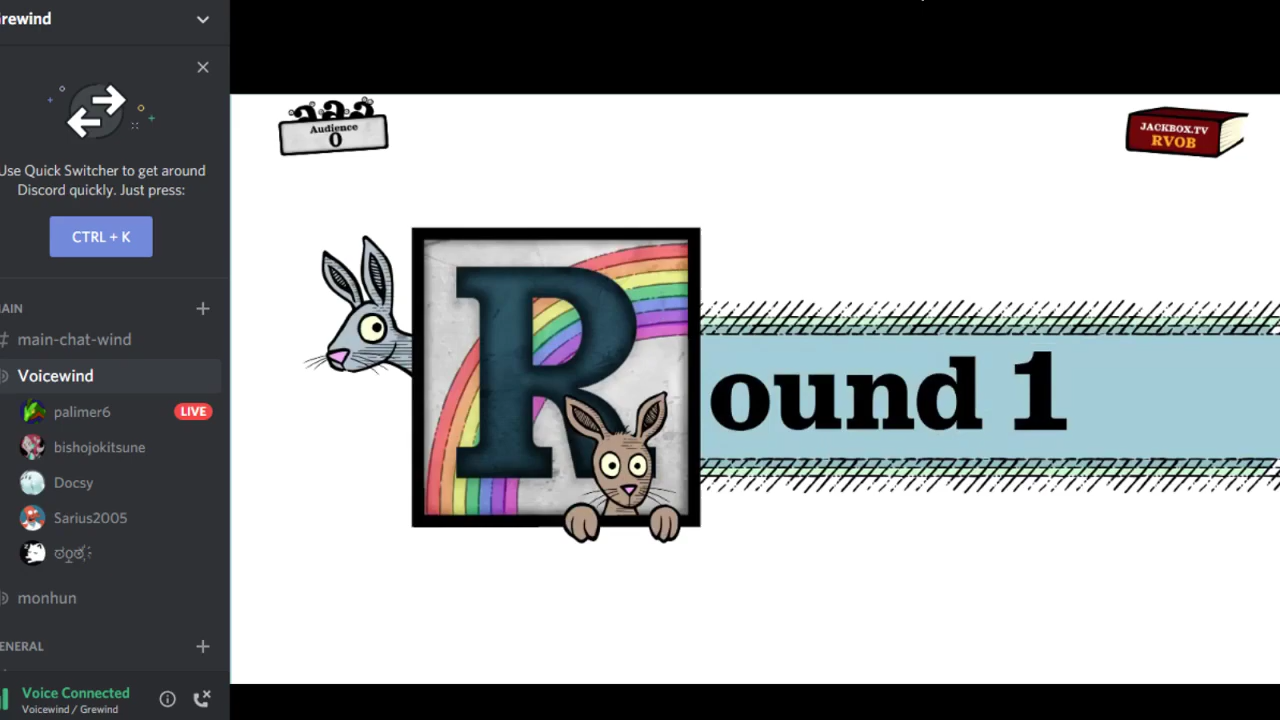 rewind
Use Quick Switcher to get around
Discord quickly. Just press:
CTRL + K
AIN
main-chat-wind
Voicewind
palimer6
LIVE
bishojokitsune
Docsy
Sarius2005
monhun
ENERAL
Voice Connected
Voicewind / Grewind
Audience
0
JACKBOX.TV
RVOB
Round 1